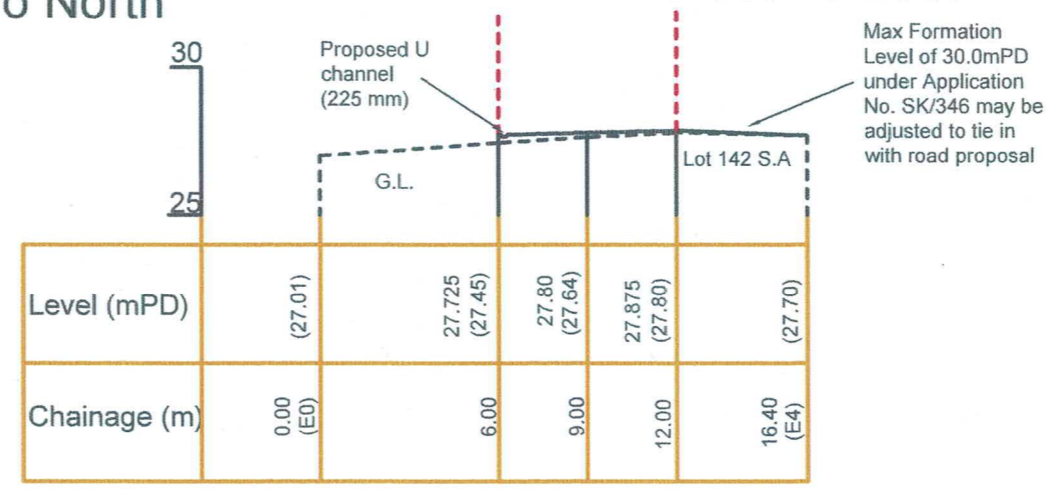 o North
30
25
Proposed U
channel
(225 mm)
Max Formation
Level of 30.0mPD
under Application
No. SK/346 may be
adjusted to tie in
with road proposal
G.L.
Lot 142 S.A
Level (mPD)
(27.01)
27.725
(27.45)
27.80
(27.64)
27.875
(27.80)
(27.70)
Chainage (m)
0.00
(E0)
6.00
9.00
12.00
16.40
(E4)